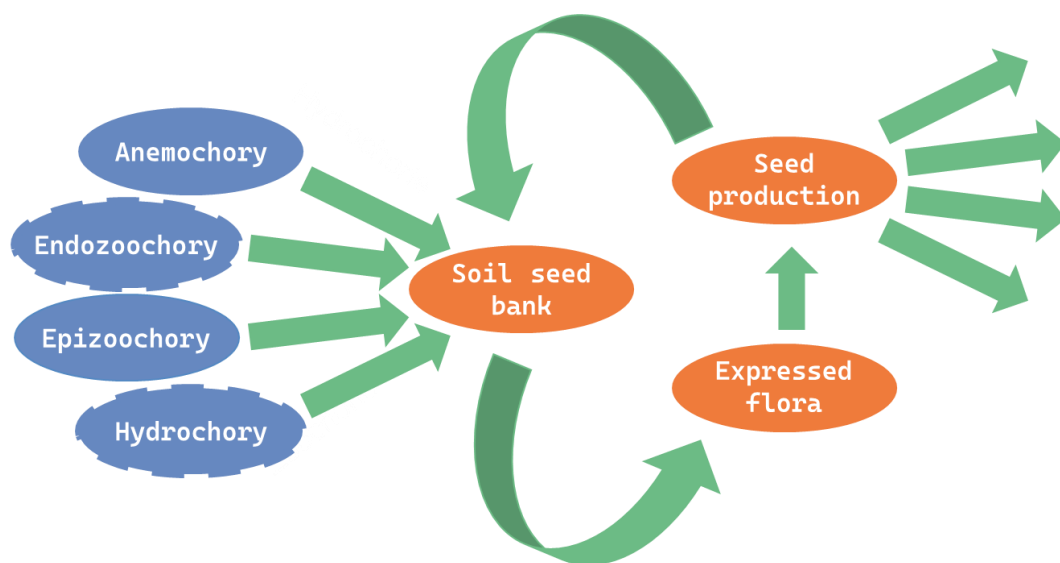 Anemochory
Endozoochory
Epizoochory
Hydrochory
Soil seed
bank
Seed
production
Expressed
flora